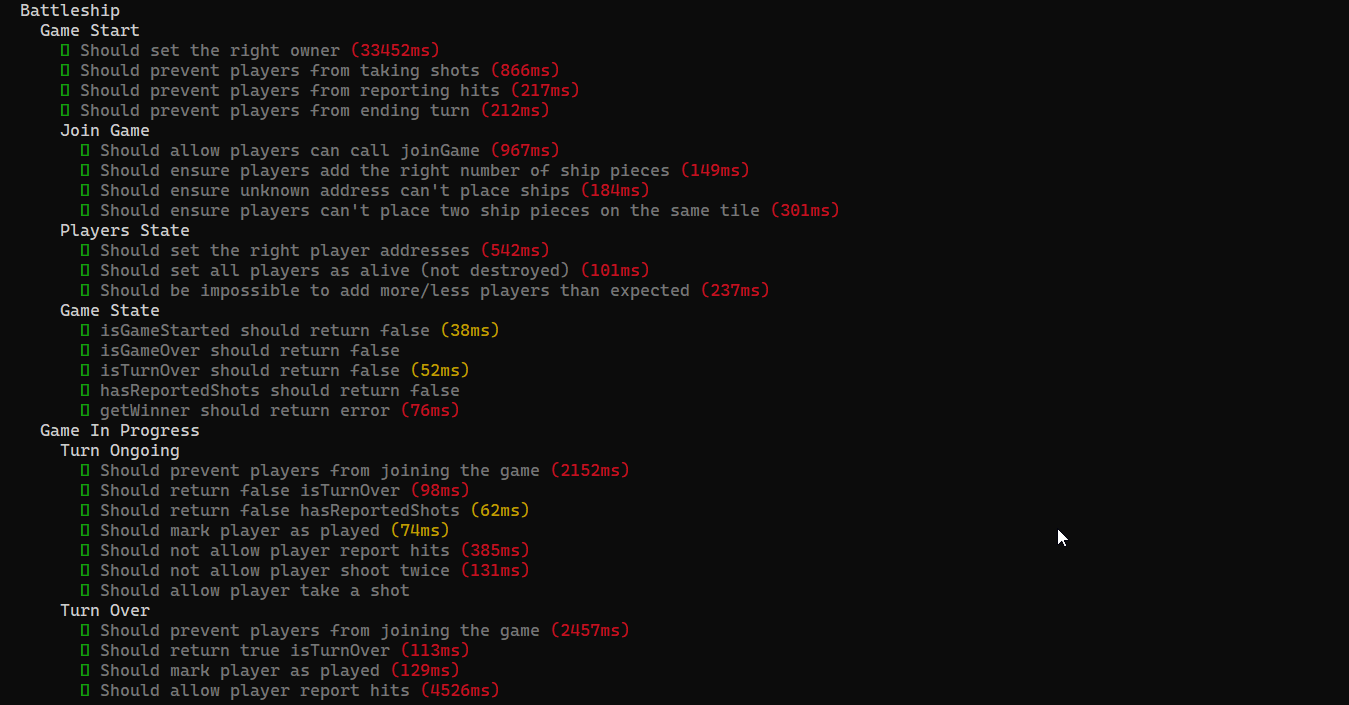 Battleship
Game Start
Should set the right owner (33452ms)
Should prevent players from taking shots (866ms)
Should prevent players from reporting hits (217ms)
Should prevent players from ending turn (212ms)
Join Game
Should allow players can call joinGame (967ms)
Should ensure players add the right number of ship pieces (149ms)
Should ensure unknown address can't place ships (184ms)
Should ensure players can't place two ship pieces on the same tile (301ms)
Players State
Should set the right player addresses (542ms)
Should set all players as alive (not destroyed) (101ms)
Should be impossible to add more/less players than expected (237ms)
Game State
isGameStarted should return false (38ms)
isGameOver should return false
isTurnOver should return false (52ms)
hasReportedShots should return false
getWinner should return error (76ms)
Game In Progress
Turn Ongoing
Should prevent players from joining the game (2152ms)
Should return false isTurnOver (98ms)
Should return false hasReportedShots (62ms)
Should mark player as played (74ms)
Should not allow player report hits (385ms)
Should not allow player shoot twice (131ms)
Should allow player take a shot
Turn Over
Should prevent players from joining the game (2457ms)
Should return true isTurnOver (113ms)
Should mark player as played (129ms)
Should allow player report hits (4526ms)